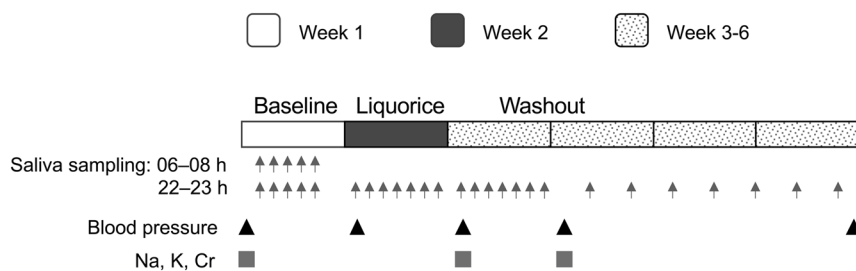 Week 1 Week 2 Week 3-6
Baseline Liquorice Washout
Saliva sampling: 06–08 h
22–23 h
Blood pressure
Na, K, Cr